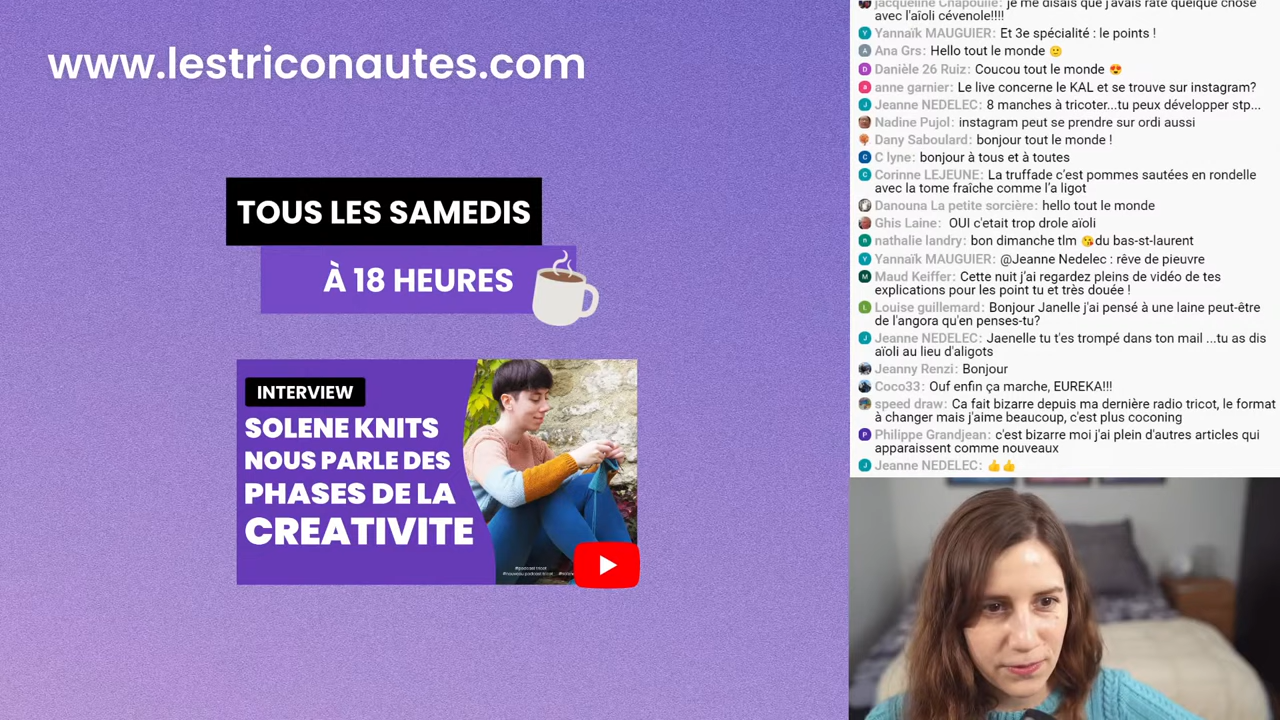 www.lestriconautes.com
TOUS LES SAMEDIS
À 18 HEURES
INTERVIEW
SOLENE KNITS
NOUS PARLE DES
PHASES DE LA
CREATIVITE
jacqueline Chapoulie: je me disais que j'avais raté quelque chose
avec l'aîoli cévenole!!!!
Y Yannaïk MAUGUIER: Et 3e spécialité : le points !
A Ana Grs: Hello tout le monde 🙁
D Danièle 26 Ruiz: Coucou tout le monde 😍
a anne garnier: Le live concerne le KAL et se trouve sur instagram?
J Jeanne NEDELEC: 8 manches à tricoter...tu peux développer stp...
Nadine Pujol: instagram peut se prendre sur ordi aussi
Dany Saboulard: bonjour tout le monde !
C C lyne: bonjour à tous et à toutes
C Corinne LEJEUNE: La truffade c'est pommes sautées en rondelle
avec la tome fraîche comme l'a ligot
Danouna La petite sorcière: hello tout le monde
Ghis Laine: OUI c'etait trop drole aïoli
n nathalie landry: bon dimanche tlm 😘du bas-st-laurent
Y Yannaïk MAUGUIER: @Jeanne Nedelec : rêve de pieuvre
M Maud Keiffer: Cette nuit j'ai regardez pleins de vidéo de tes
explications pour les point tu et très douée !
L Louise guillemard: Bonjour Janelle j'ai pensé à une laine peut-être
de l'angora qu'en penses-tu?
J Jeanne NEDELEC: Jaenelle tu t'es trompé dans ton mail ...tu as dis
aïoli au lieu d'aligots
Jeanny Renzi: Bonjour
Coco33: Ouf enfin ça marche, EUREKA!!!
speed draw: Ca fait bizarre depuis ma dernière radio tricot, le format
à changer mais j'aime beaucoup, c'est plus coconing
P Philippe Grandjean: c'est bizarre moi j'ai plein d'autres articles qui
apparaissent comme nouveaux
J Jeanne NEDELEC: 👍👍